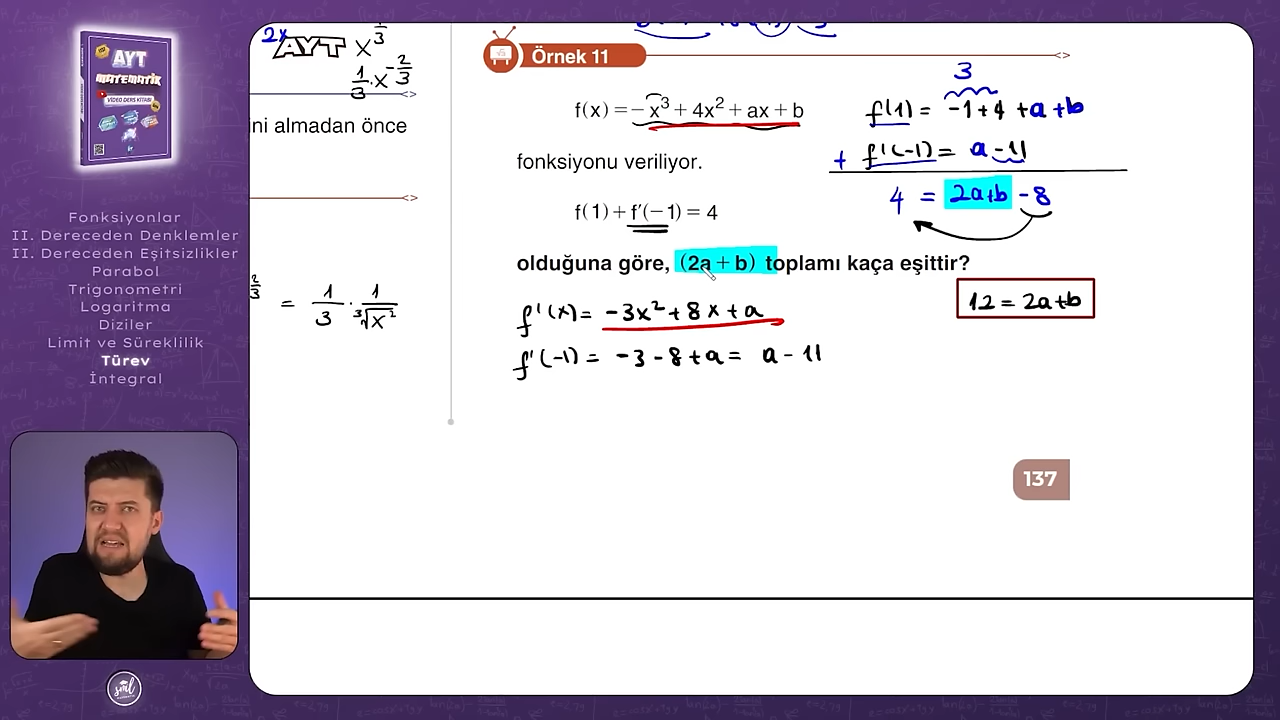 AYT
MATEMATİK
VİDEO DERS KİTABI
Fonksiyonlar
II. Dereceden Denklemler
II. Dereceden Eşitsizlikler
Parabol
Trigonometri
Logaritma
Diziler
Limit ve Süreklilik
Türev
İntegral
sml
2x
AYT x^{1/3}
1/3 · x^{-2/3}
ini almadan önce
2/3 = 1/3 · 1/∛x²
Örnek 11
f(x) = −x³ + 4x² + ax + b
fonksiyonu veriliyor.
f(1) + f′(−1) = 4
olduğuna göre, (2a + b) toplamı kaça eşittir?
f'(x) = -3x² + 8x + a
f'(-1) = -3 - 8 + a = a - 11
3
f(1) = -1 + 4 + a + b
+ f'(-1) = a - 11
4 = 2a+b - 8
12 = 2a+b
137